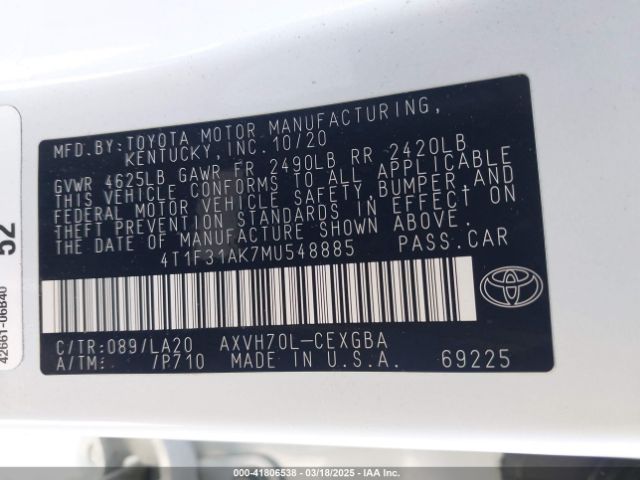 MFD.BY: TOYOTA MOTOR MANUFACTURING,
KENTUCKY, INC. 10/20
GVWR 4625LB GAWR FR 2490LB RR 2420LB
THIS VEHICLE CONFORMS TO ALL APPLICABLE
FEDERAL MOTOR VEHICLE SAFETY, BUMPER, AND
THEFT PREVENTION STANDARDS IN EFFECT ON
THE DATE OF MANUFACTURE SHOWN ABOVE.
4T1F31AK7MU548885 PASS.CAR
C/TR: 089/LA20 AXVH70L-CEXGBA
A/TM: /P710 MADE IN U.S.A. 69225
52
42661-06B40
000-41806538 | 03/18/2025 | IAA, Inc.